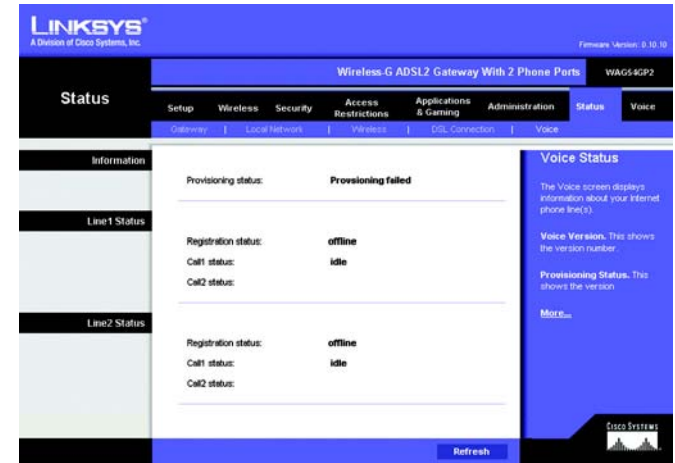 LINKSYS®
A Division of Cisco Systems, Inc.
Firmware Version: 0.10.10
Wireless-G ADSL2 Gateway With 2 Phone Ports WAG54GP2
Status
Setup Wireless Security Access Restrictions Applications & Gaming Administration Status Voice
Gateway | Local Network | Wireless | DSL Connection | Voice
Information
Provisioning status: Provsioning failed
Line1 Status
Registration status: offline
Call1 status: idle
Call2 status:
Line2 Status
Registration status: offline
Call1 status: idle
Call2 status:
Voice Status
The Voice screen displays
information about your internet
phone line(s).
Voice Version. This shows
the version number.
Provisioning Status. This
shows the version
More...
Refresh
CISCO SYSTEMS